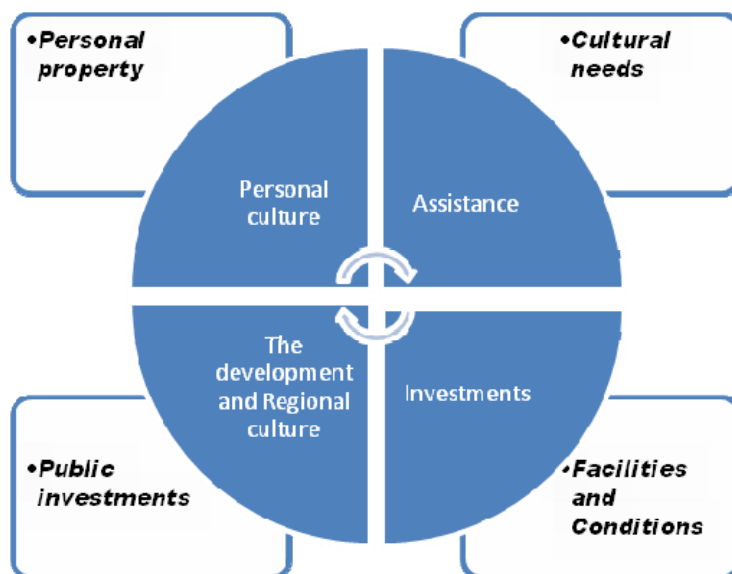 •Personal
property
•Cultural
needs
Personal
culture
Assistance
The
development
and Regional
culture
Investments
•Public
investments
•Facilities
and
Conditions